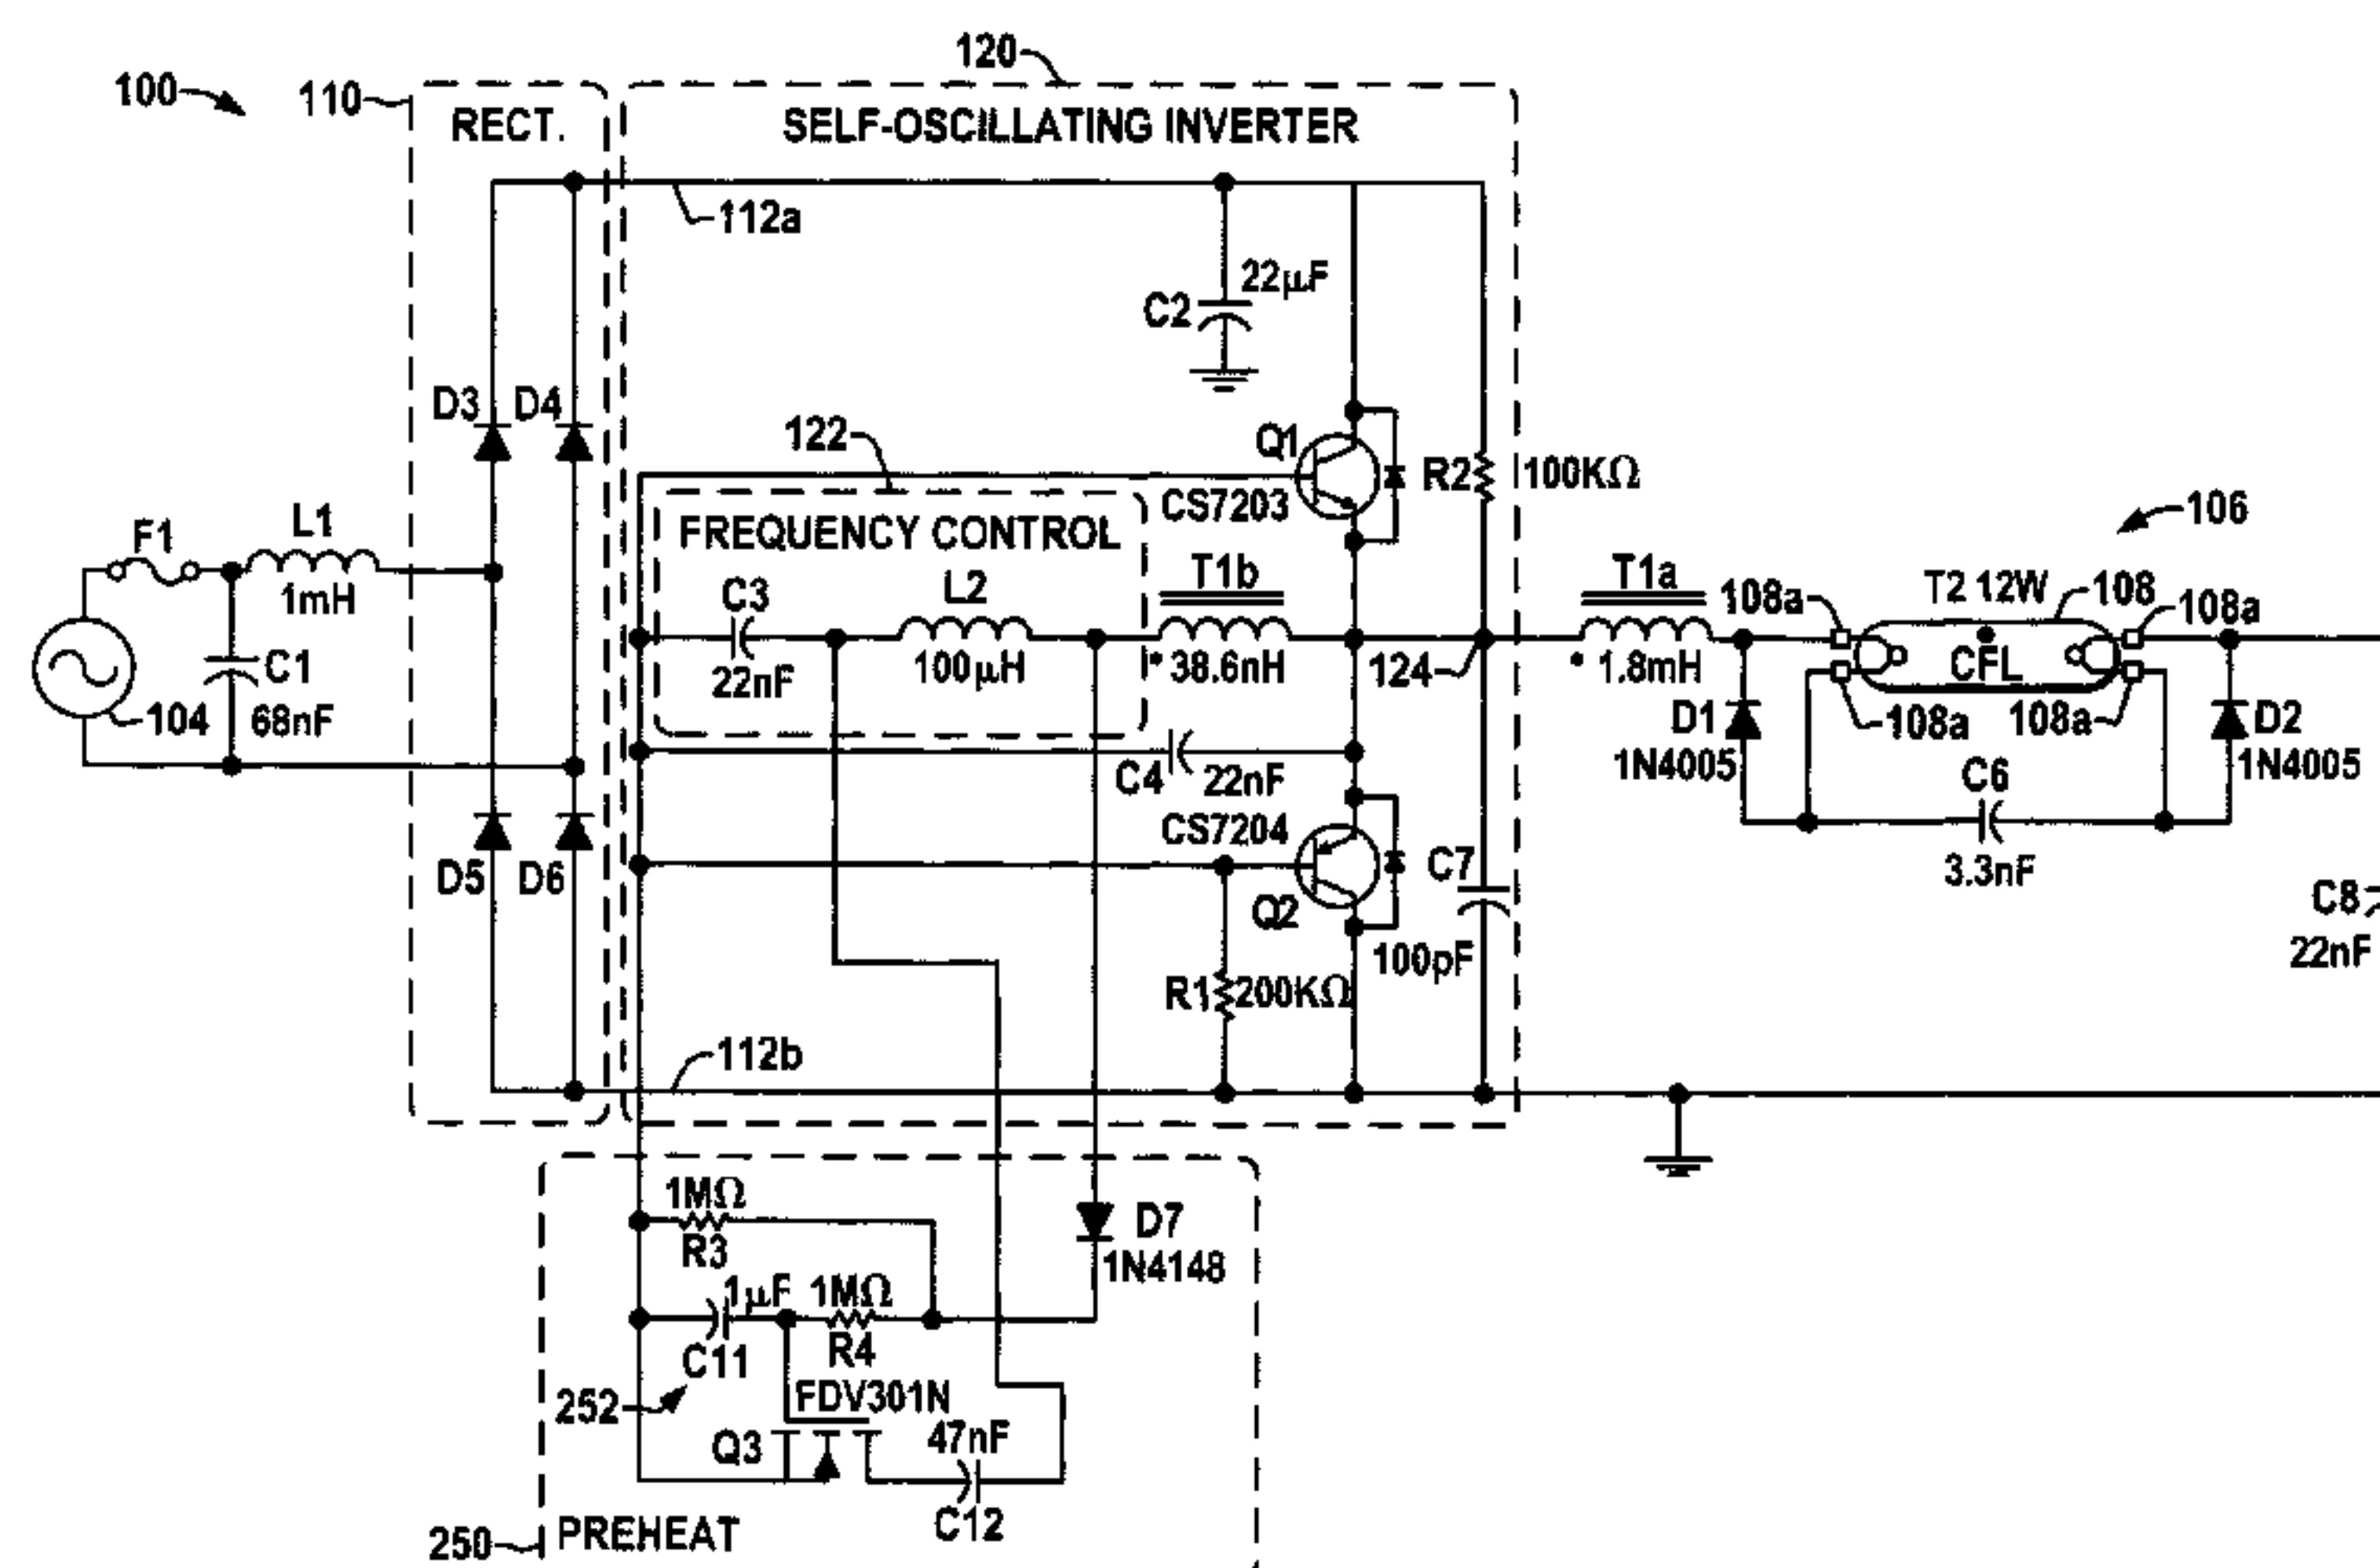 120
100
110
RECT.
SELF-OSCILLATING INVERTER
112a
22µF
C2
D3
D4
122
Q1
CS7203
R2
100KΩ
106
FREQUENCY CONTROL
F1
L1
1mH
C3
22nF
L2
100µH
T1b
38.6nH
124
T1a
1.8mH
108a
T2 12W
108
108a
CFL
108a
108a
C1
68nF
104
D1
1N4005
D2
1N4005
C6
3.3nF
C4
22nF
CS7204
Q2
C7
100pF
D5
D6
C8
22nF
R1
200KΩ
112b
1MΩ
R3
D7
1N4148
1µF
1MΩ
C11
R4
252
FDV301N
Q3
47nF
C12
250
PREHEAT